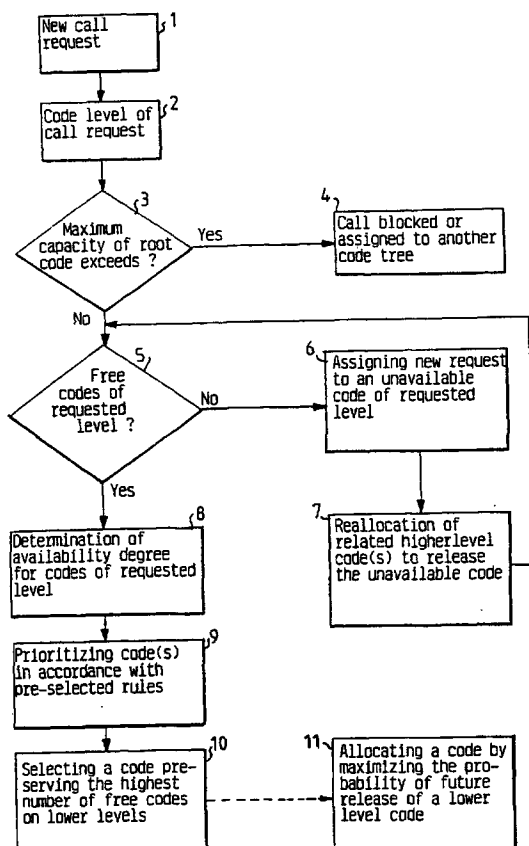 1
New call
request
2
Code level of
call request
3
Maximum
capacity of root
code exceeds ?
Yes
No
4
Call blocked or
assigned to another
code tree
5
Free
codes of
requested
level ?
No
Yes
6
Assigning new request
to an unavailable
code of requested
level
7
Reallocation of
related higherlevel
code(s) to release
the unavailable code
8
Determination of
availability degree
for codes of requested
level
9
Prioritizing code(s)
in accordance with
pre-selected rules
10
Selecting a code pre-
serving the highest
number of free codes
on lower levels
11
Allocating a code by
maximizing the pro-
bability of future
release of a lower
level code